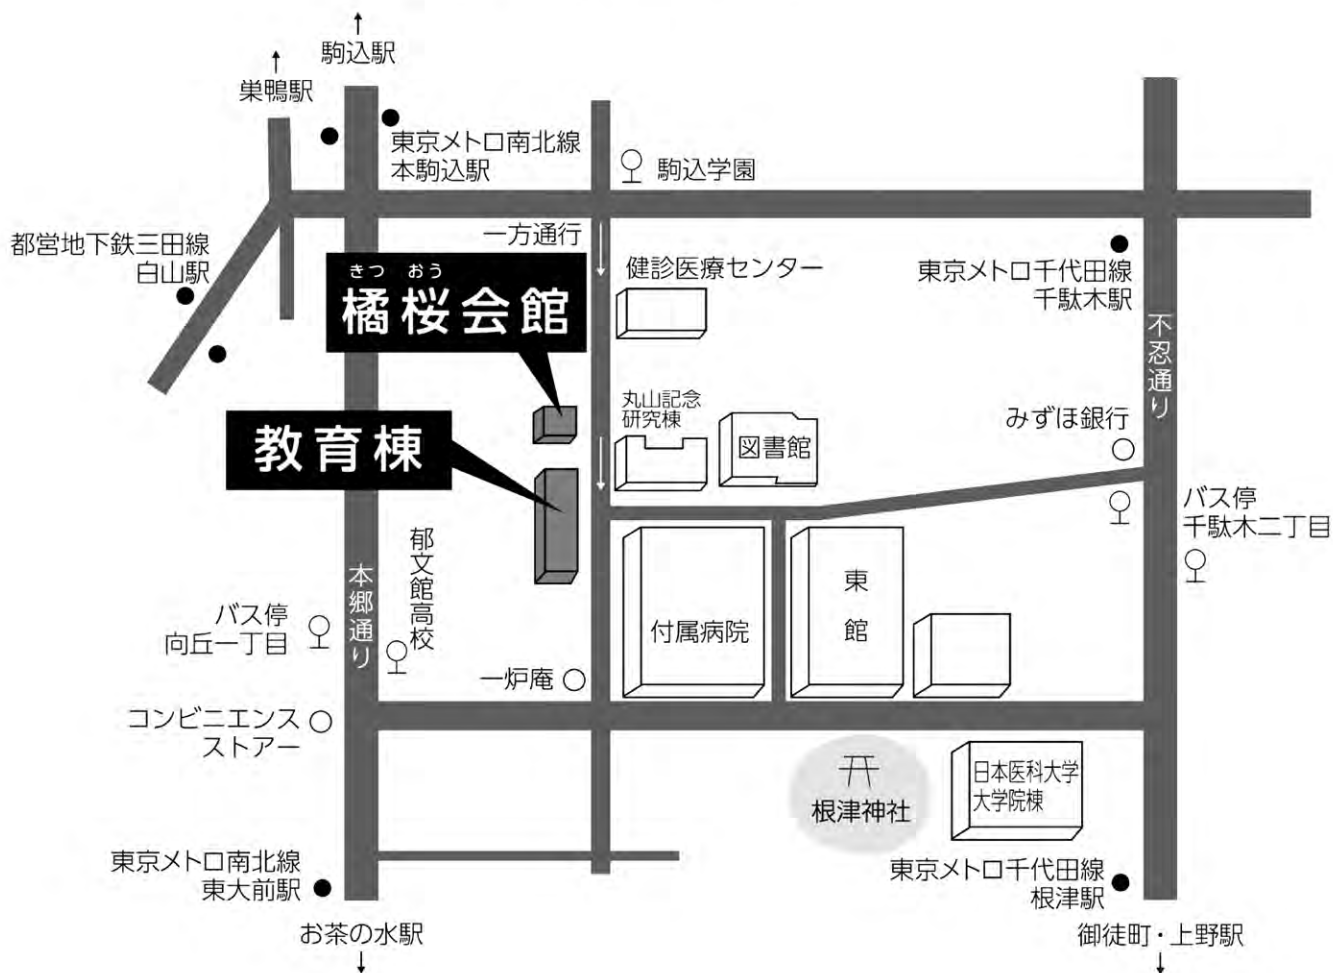 駒込駅
巣鴨駅
東京メトロ南北線
本駒込駅
駒込学園
都営地下鉄三田線
白山駅
一方通行
きつ おう
橘桜会館
健診医療センター
東京メトロ千代田線
千駄木駅
不忍通り
教育棟
丸山記念
研究棟
図書館
みずほ銀行
バス停
千駄木二丁目
郁文館高校
本郷通り
バス停
向丘一丁目
付属病院
東館
一炉庵
コンビニエンス
ストアー
根津神社
日本医科大学
大学院棟
東京メトロ南北線
東大前駅
東京メトロ千代田線
根津駅
お茶の水駅
御徒町・上野駅